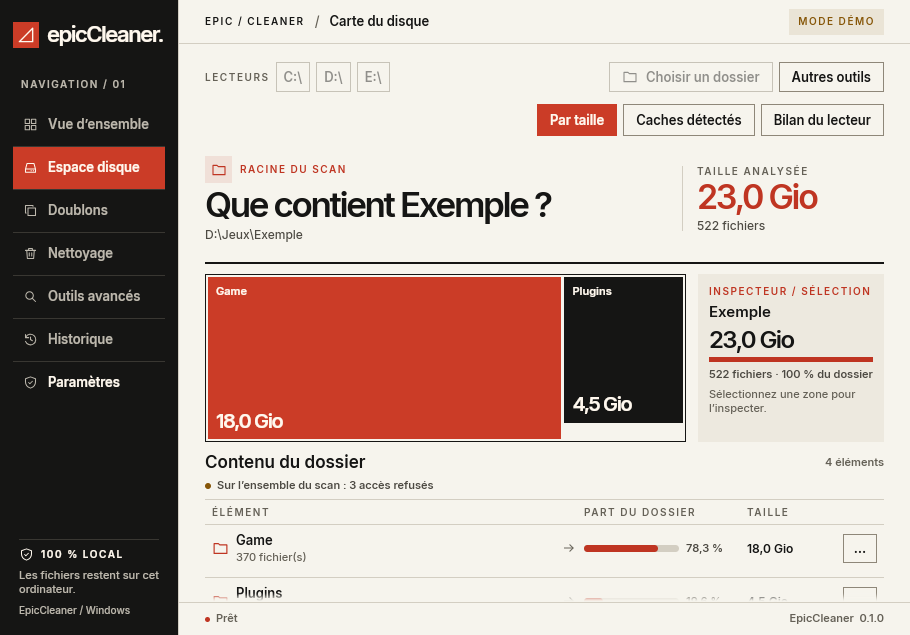 epicCleaner.
NAVIGATION / 01
Vue d’ensemble
Espace disque
Doublons
Nettoyage
Outils avancés
Historique
Paramètres
100 % LOCAL
Les fichiers restent sur cet
ordinateur.
EpicCleaner / Windows
EPIC / CLEANER / Carte du disque
MODE DÉMO
LECTEURS C:\ D:\ E:\
Choisir un dossier
Autres outils
Par taille
Caches détectés
Bilan du lecteur
RACINE DU SCAN
Que contient Exemple ?
D:\Jeux\Exemple
TAILLE ANALYSÉE
23,0 Gio
522 fichiers
Game
18,0 Gio
Plugins
4,5 Gio
INSPECTEUR / SÉLECTION
Exemple
23,0 Gio
522 fichiers · 100 % du dossier
Sélectionnez une zone pour
l’inspecter.
Contenu du dossier
4 éléments
Sur l’ensemble du scan : 3 accès refusés
ÉLÉMENT PART DU DOSSIER TAILLE
Game
370 fichier(s)
→ 78,3 % 18,0 Gio ...
Plugins
Prêt
EpicCleaner 0.1.0